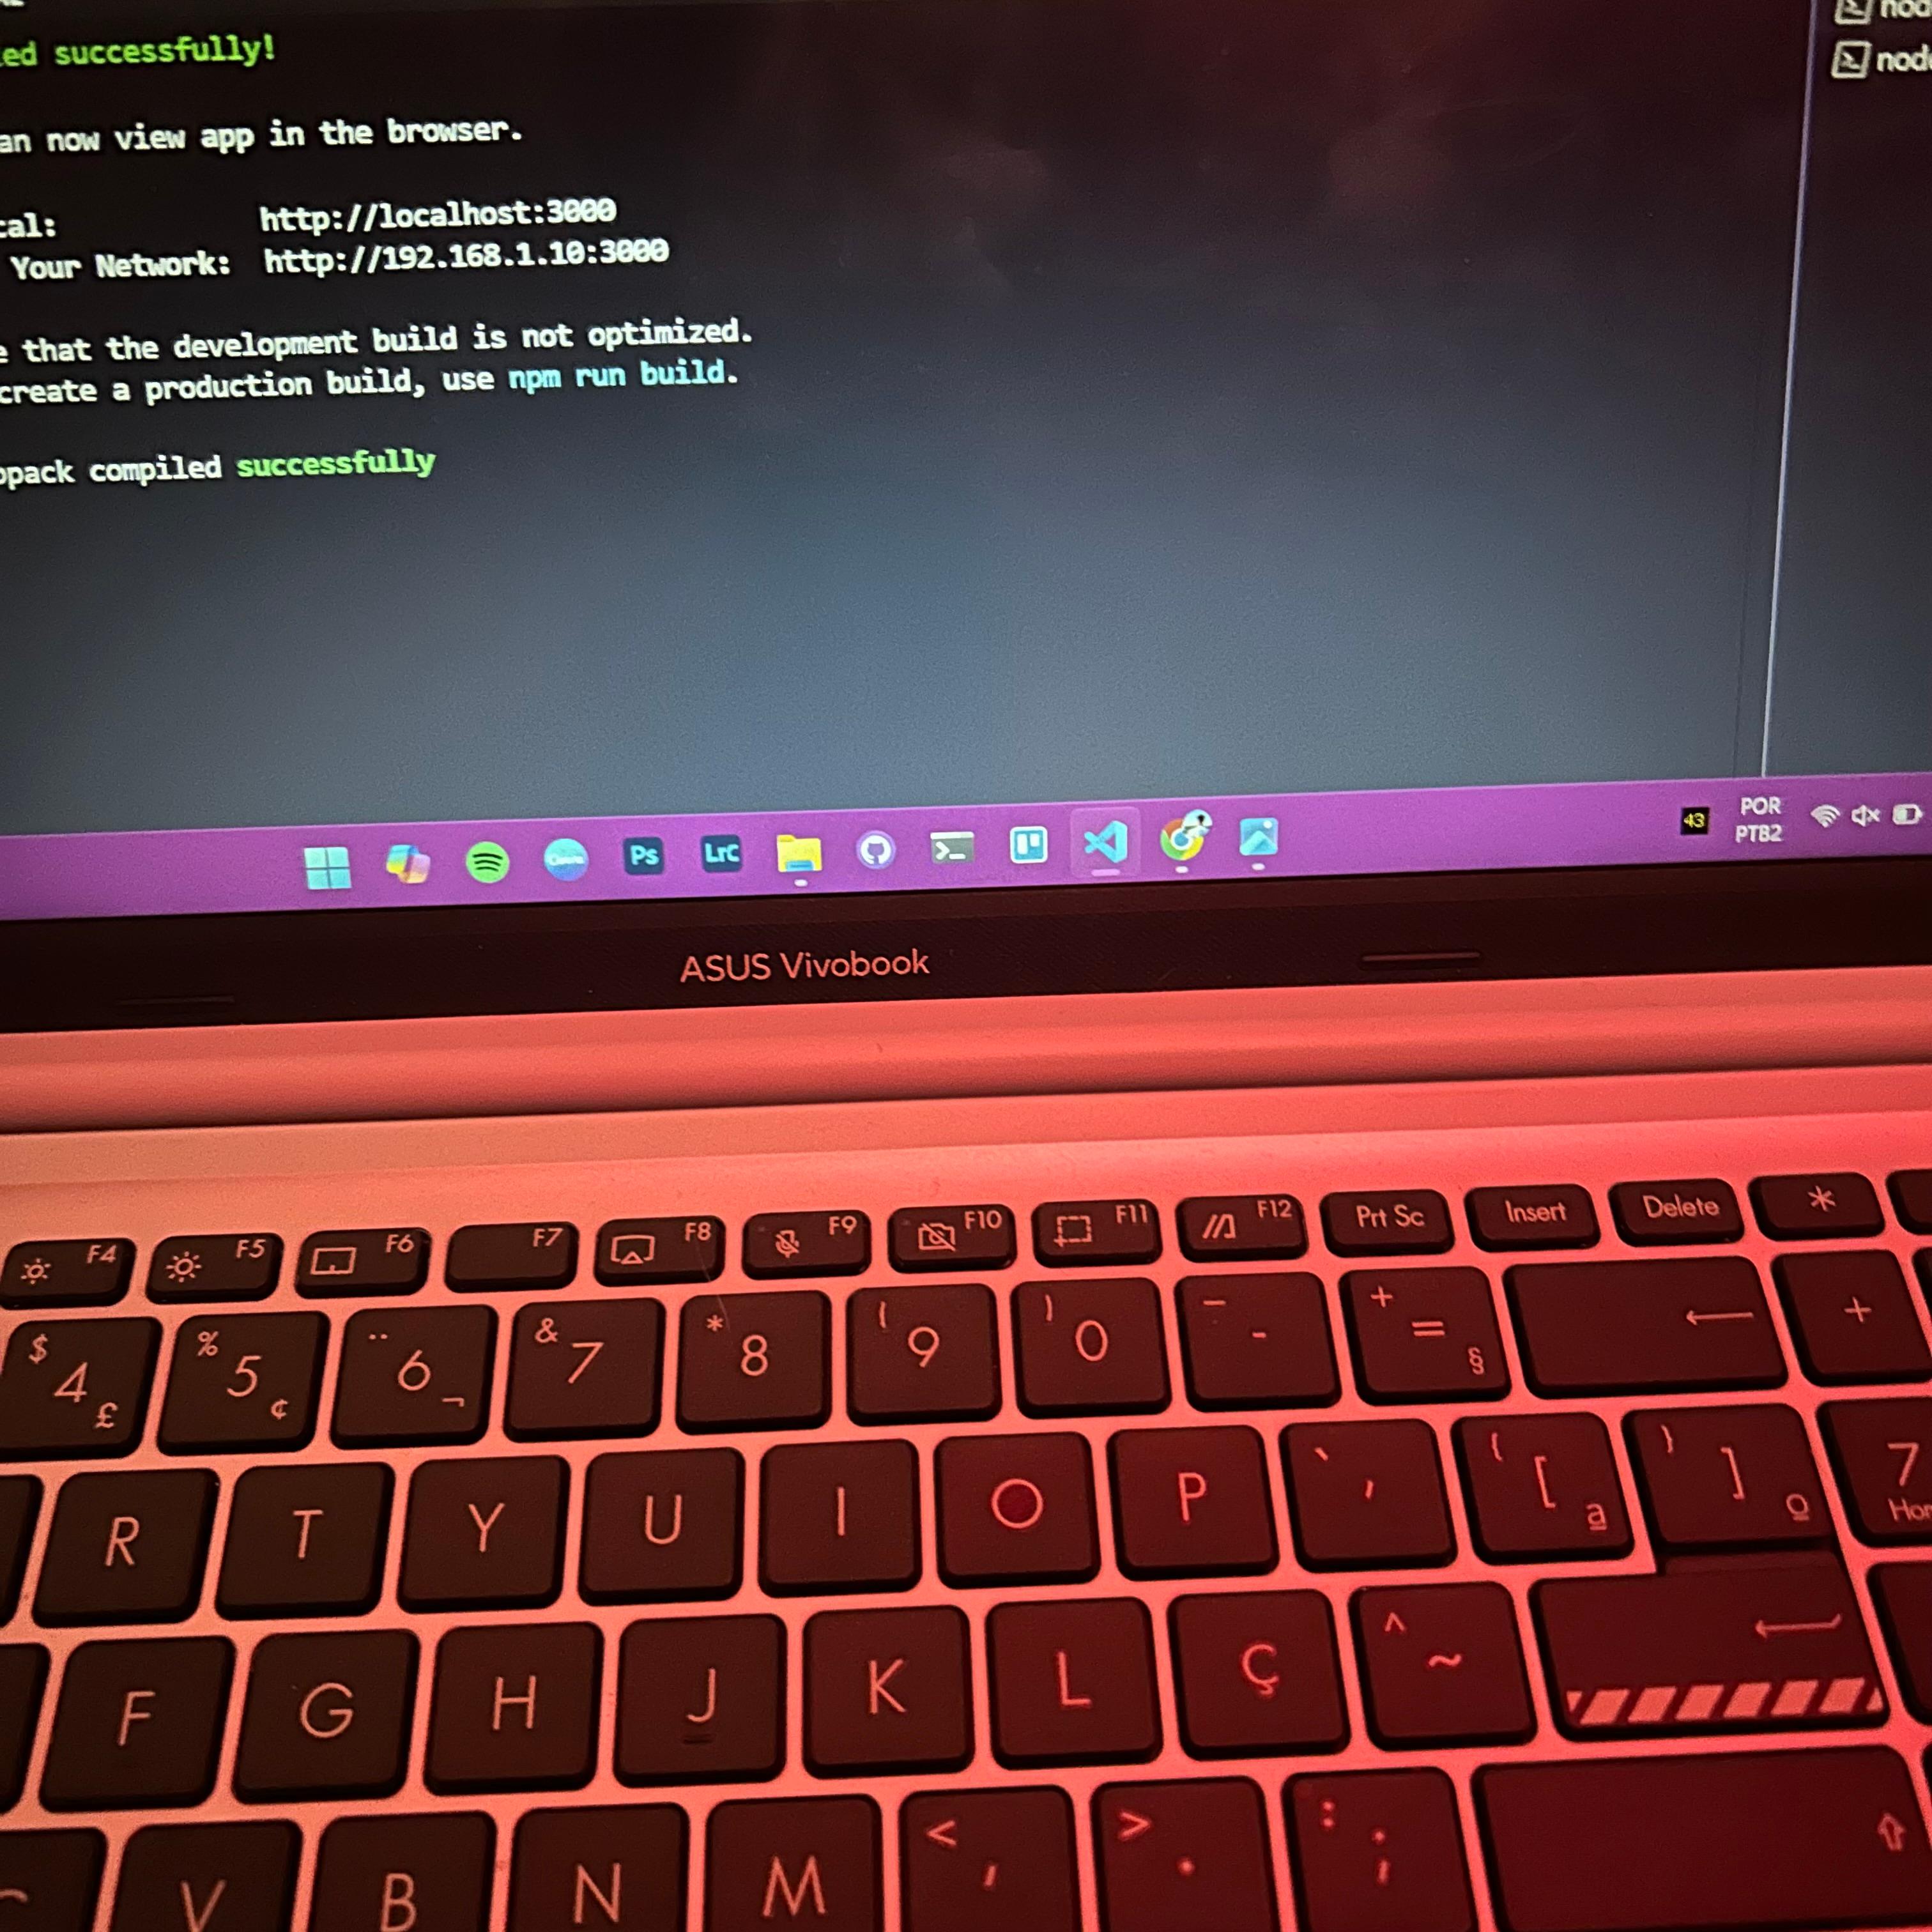 ed successfully!
an now view app in the browser.
cal: http://localhost:3000
Your Network: http://192.168.1.10:3000
e that the development build is not optimized.
create a production build, use npm run build.
pack compiled successfully
Canva Ps LrC 43 POR
PTB2
ASUS Vivobook
F4 F5 F6 F7 F8 F9 F10 F11 F12 Prt Sc Insert Delete *
$ 4 £ % 5 ¢ ¨ 6 ¬ & 7 * 8 ( 9 ) 0 _ - + = § ← +
R T Y U I O P ` ´ { [ ª } ] º 7
F G H J K L Ç ^ ~
V B N M < , > . : ;